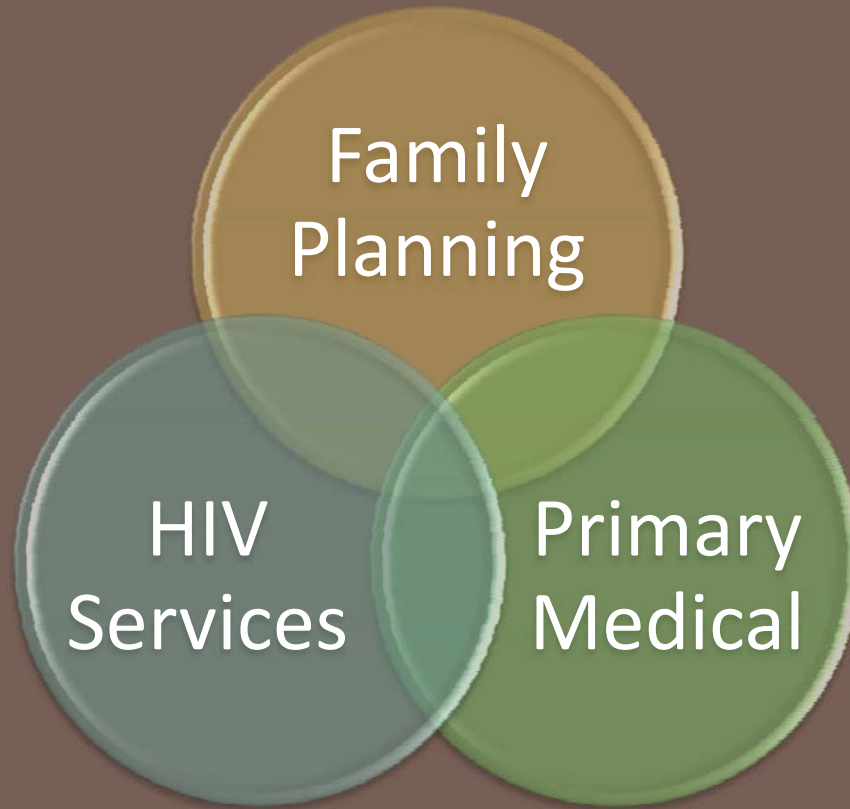 Family
Planning
HIV
Services
Primary
Medical